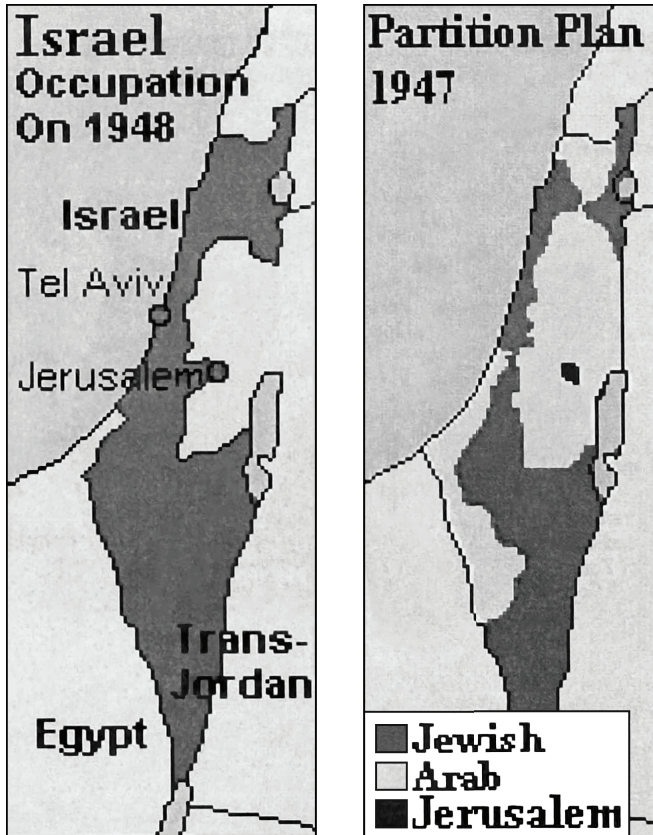 Israel
Occupation
On 1948
Israel
Tel Aviv
Jerusalem
Trans-
Jordan
Egypt
Partition Plan
1947
Jewish
Arab
Jerusalem